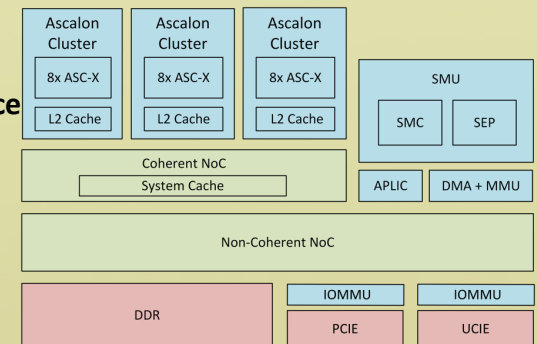 Ascalon
Cluster
8x ASC-X
L2 Cache
Ascalon
Cluster
8x ASC-X
L2 Cache
Ascalon
Cluster
8x ASC-X
L2 Cache
SMU
SMC
SEP
Coherent NoC
System Cache
APLIC
DMA + MMU
Non-Coherent NoC
DDR
IOMMU
PCIE
IOMMU
UCIE